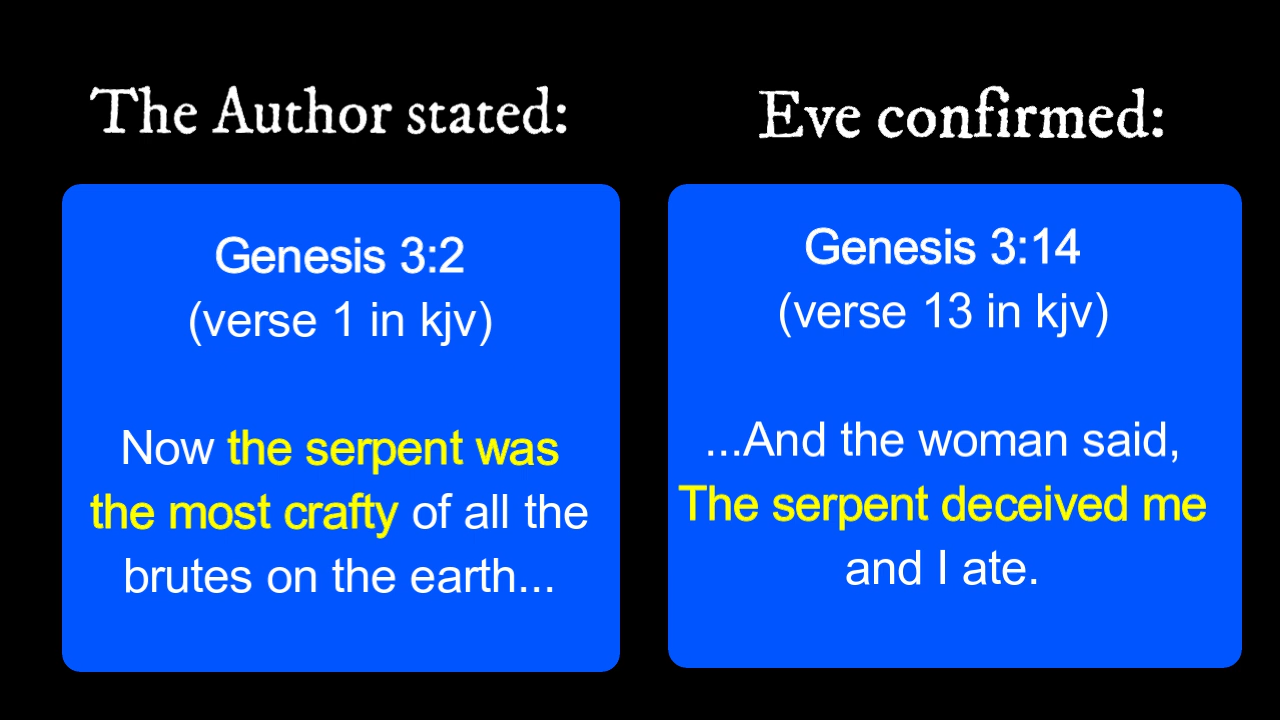 The Author stated:
Genesis 3:2
(verse 1 in kjv)
Now the serpent was
the most crafty of all the
brutes on the earth...
Eve confirmed:
Genesis 3:14
(verse 13 in kjv)
...And the woman said,
The serpent deceived me
and I ate.